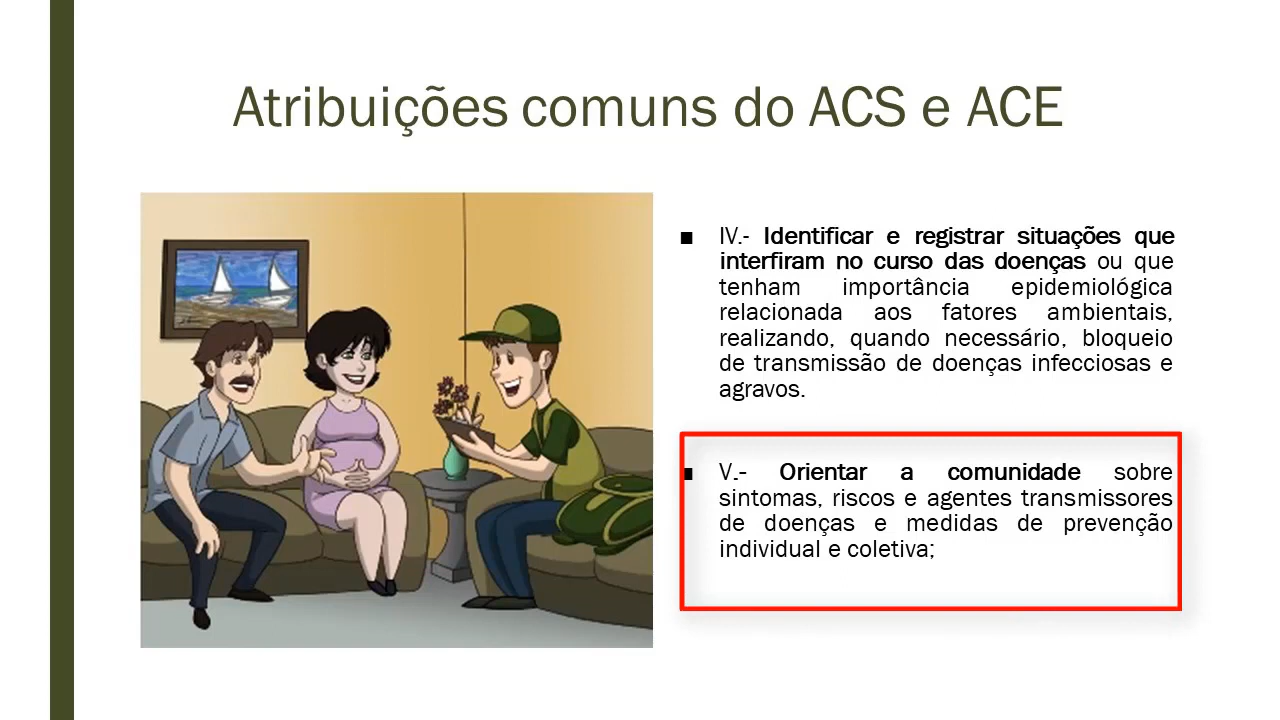 Atribuições comuns do ACS e ACE
■ IV.- Identificar e registrar situações que
interfiram no curso das doenças ou que
tenham importância epidemiológica
relacionada aos fatores ambientais,
realizando, quando necessário, bloqueio
de transmissão de doenças infecciosas e
agravos.
■ V.- Orientar a comunidade sobre
sintomas, riscos e agentes transmissores
de doenças e medidas de prevenção
individual e coletiva;